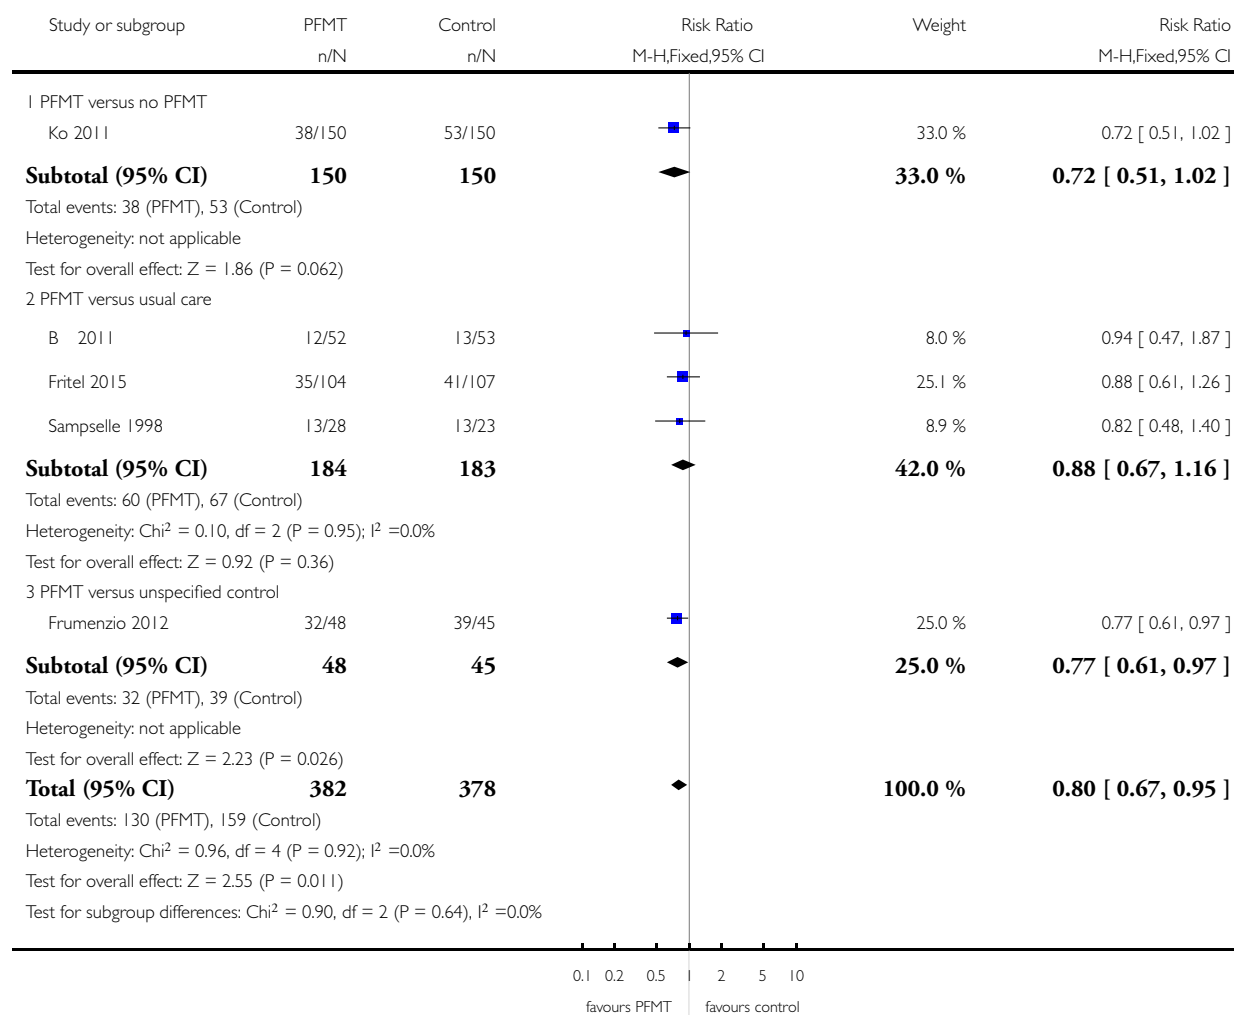 Study or subgroup PFMT Control Risk Ratio Weight Risk Ratio
n/N n/N M-H,Fixed,95% CI M-H,Fixed,95% CI
1 PFMT versus no PFMT
Ko 2011 38/150 53/150 33.0 % 0.72 [ 0.51, 1.02 ]
Subtotal (95% CI) 150 150 33.0 % 0.72 [ 0.51, 1.02 ]
Total events: 38 (PFMT), 53 (Control)
Heterogeneity: not applicable
Test for overall effect: Z = 1.86 (P = 0.062)
2 PFMT versus usual care
B 2011 12/52 13/53 8.0 % 0.94 [ 0.47, 1.87 ]
Fritel 2015 35/104 41/107 25.1 % 0.88 [ 0.61, 1.26 ]
Sampselle 1998 13/28 13/23 8.9 % 0.82 [ 0.48, 1.40 ]
Subtotal (95% CI) 184 183 42.0 % 0.88 [ 0.67, 1.16 ]
Total events: 60 (PFMT), 67 (Control)
Heterogeneity: Chi² = 0.10, df = 2 (P = 0.95); I² =0.0%
Test for overall effect: Z = 0.92 (P = 0.36)
3 PFMT versus unspecified control
Frumenzio 2012 32/48 39/45 25.0 % 0.77 [ 0.61, 0.97 ]
Subtotal (95% CI) 48 45 25.0 % 0.77 [ 0.61, 0.97 ]
Total events: 32 (PFMT), 39 (Control)
Heterogeneity: not applicable
Test for overall effect: Z = 2.23 (P = 0.026)
Total (95% CI) 382 378 100.0 % 0.80 [ 0.67, 0.95 ]
Total events: 130 (PFMT), 159 (Control)
Heterogeneity: Chi² = 0.96, df = 4 (P = 0.92); I² =0.0%
Test for overall effect: Z = 2.55 (P = 0.011)
Test for subgroup differences: Chi² = 0.90, df = 2 (P = 0.64), I² =0.0%
0.1 0.2 0.5 1 2 5 10
favours PFMT favours control